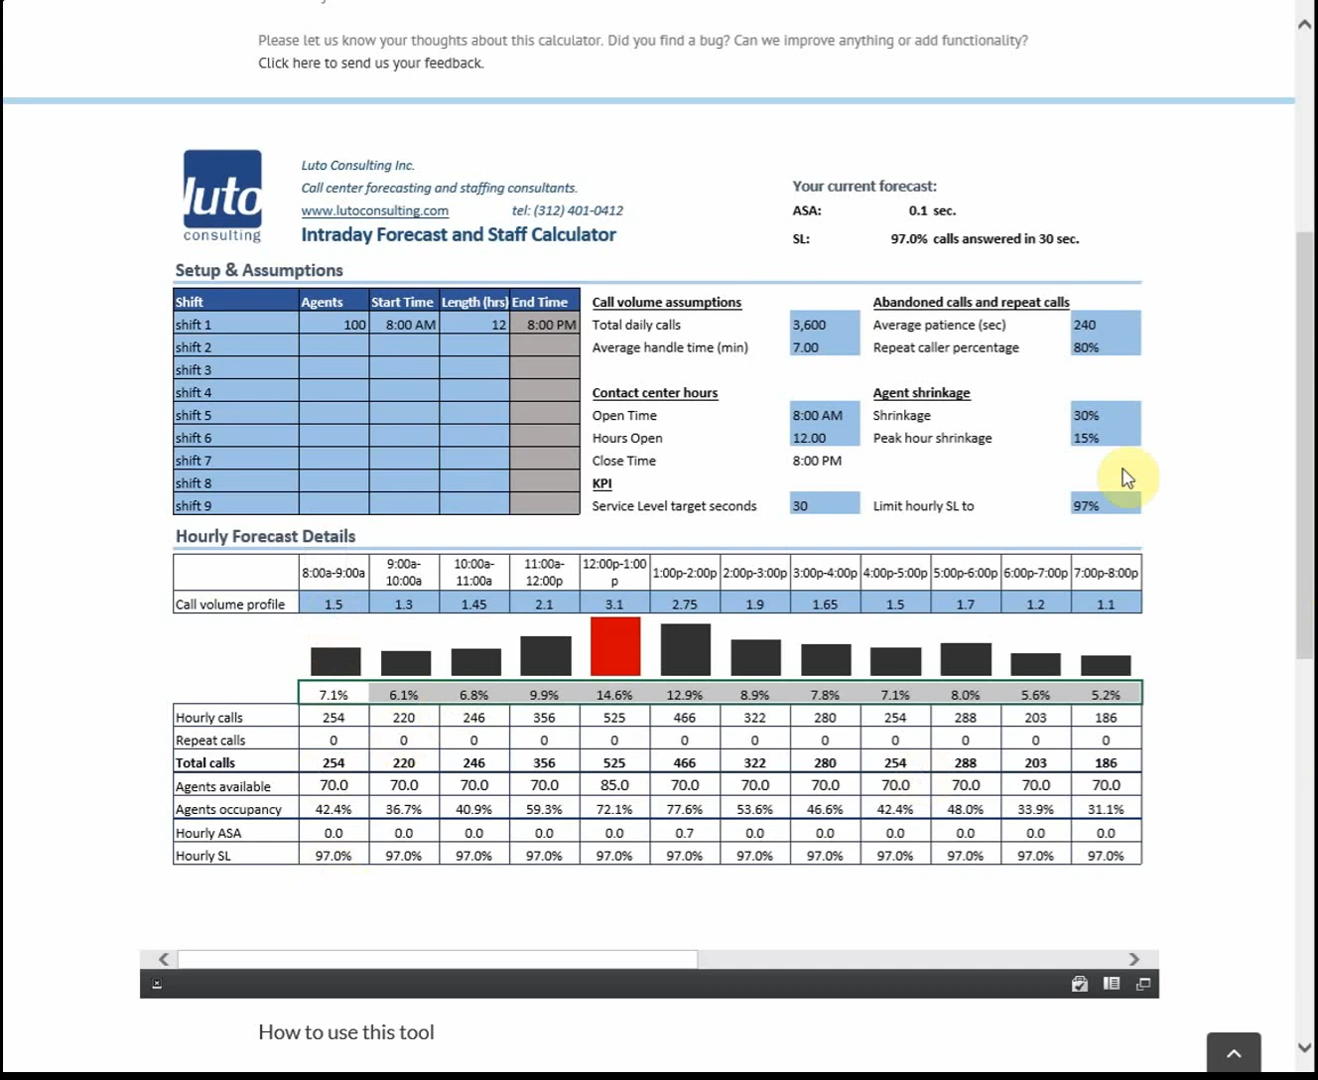 Please let us know your thoughts about this calculator. Did you find a bug? Can we improve anything or add functionality?
Click here to send us your feedback.
luto
consulting
Luto Consulting Inc.
Call center forecasting and staffing consultants.
www.lutoconsulting.com tel: (312) 401-0412
Intraday Forecast and Staff Calculator
Your current forecast:
ASA: 0.1 sec.
SL: 97.0% calls answered in 30 sec.
Setup & Assumptions
Shift Agents Start Time Length (hrs) End Time Call volume assumptions Abandoned calls and repeat calls
shift 1 100 8:00 AM 12 8:00 PM Total daily calls 3,600 Average patience (sec) 240
shift 2 Average handle time (min) 7.00 Repeat caller percentage 80%
shift 3
shift 4 Contact center hours Agent shrinkage
shift 5 Open Time 8:00 AM Shrinkage 30%
shift 6 Hours Open 12.00 Peak hour shrinkage 15%
shift 7 Close Time 8:00 PM
shift 8 KPI
shift 9 Service Level target seconds 30 Limit hourly SL to 97%
Hourly Forecast Details
8:00a-9:00a 9:00a-10:00a 10:00a-11:00a 11:00a-12:00p 12:00p-1:00p 1:00p-2:00p 2:00p-3:00p 3:00p-4:00p 4:00p-5:00p 5:00p-6:00p 6:00p-7:00p 7:00p-8:00p
Call volume profile 1.5 1.3 1.45 2.1 3.1 2.75 1.9 1.65 1.5 1.7 1.2 1.1
7.1% 6.1% 6.8% 9.9% 14.6% 12.9% 8.9% 7.8% 7.1% 8.0% 5.6% 5.2%
Hourly calls 254 220 246 356 525 466 322 280 254 288 203 186
Repeat calls 0 0 0 0 0 0 0 0 0 0 0 0
Total calls 254 220 246 356 525 466 322 280 254 288 203 186
Agents available 70.0 70.0 70.0 70.0 85.0 70.0 70.0 70.0 70.0 70.0 70.0 70.0
Agents occupancy 42.4% 36.7% 40.9% 59.3% 72.1% 77.6% 53.6% 46.6% 42.4% 48.0% 33.9% 31.1%
Hourly ASA 0.0 0.0 0.0 0.0 0.0 0.7 0.0 0.0 0.0 0.0 0.0 0.0
Hourly SL 97.0% 97.0% 97.0% 97.0% 97.0% 97.0% 97.0% 97.0% 97.0% 97.0% 97.0% 97.0%
How to use this tool